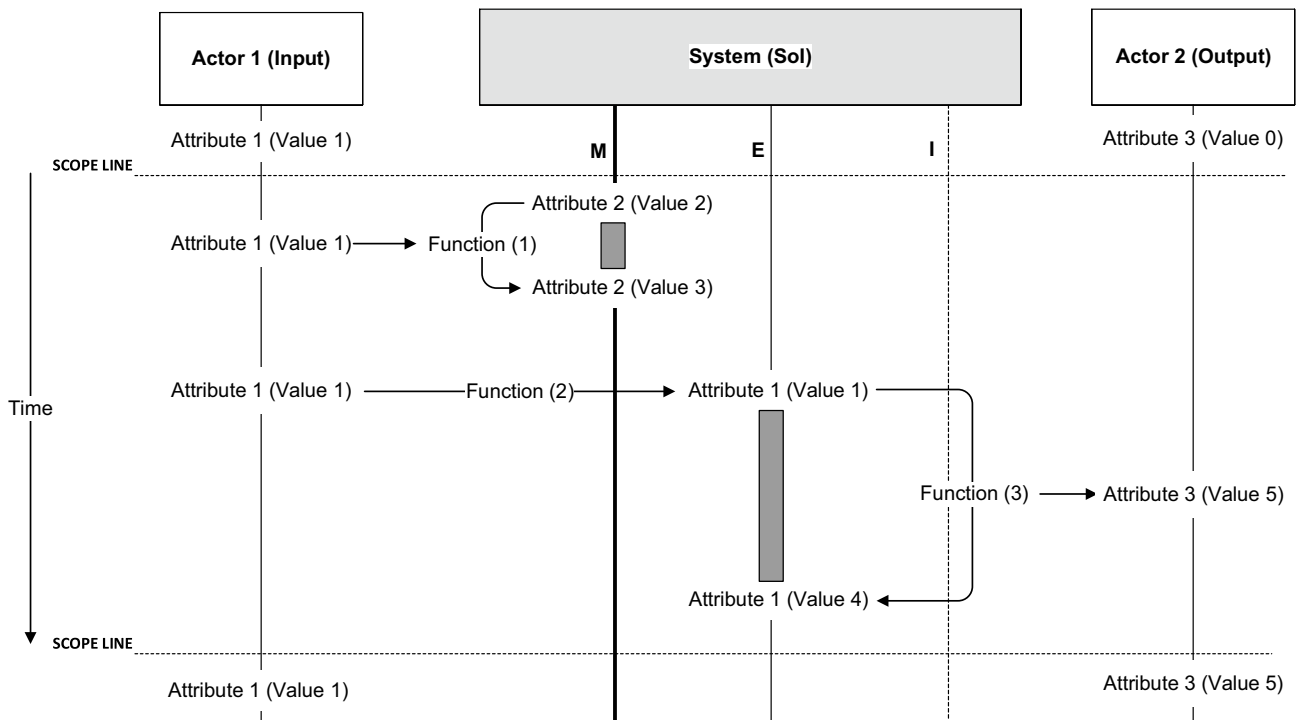 Actor 1 (Input)
System (SoI)
Actor 2 (Output)
Attribute 1 (Value 1)
Attribute 3 (Value 0)
M
E
I
SCOPE LINE
Attribute 2 (Value 2)
Attribute 1 (Value 1)
Function (1)
Attribute 2 (Value 3)
Attribute 1 (Value 1)
Function (2)
Attribute 1 (Value 1)
Time
Function (3)
Attribute 3 (Value 5)
Attribute 1 (Value 4)
SCOPE LINE
Attribute 1 (Value 1)
Attribute 3 (Value 5)